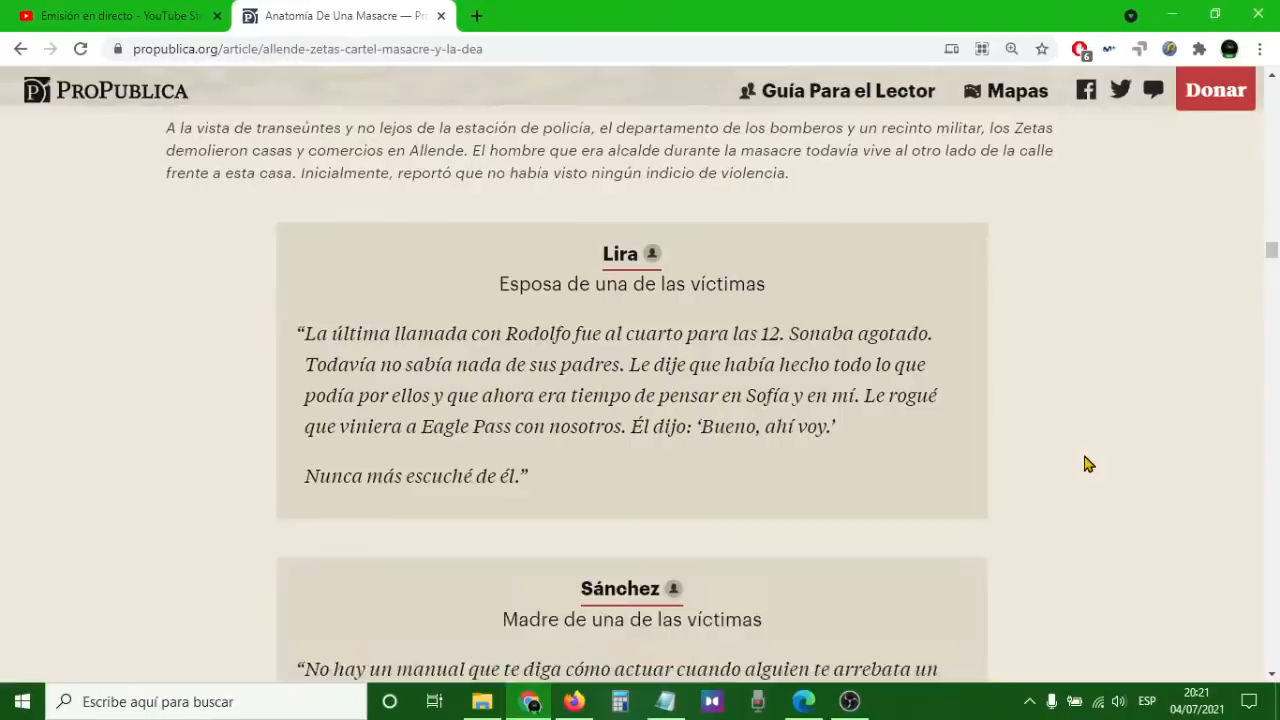 Emisión en directo - YouTube St
Anatomía De Una Masacre — Pr
propublica.org/article/allende-zetas-cartel-masacre-y-la-dea
6
PROPUBLICA
Guía Para el Lector
Mapas
Donar
A la vista de transeúntes y no lejos de la estación de policía, el departamento de los bomberos y un recinto militar, los Zetas
demolieron casas y comercios en Allende. El hombre que era alcalde durante la masacre todavía vive al otro lado de la calle
frente a esta casa. Inicialmente, reportó que no había visto ningún indicio de violencia.
Lira
Esposa de una de las víctimas
“La última llamada con Rodolfo fue al cuarto para las 12. Sonaba agotado.
Todavía no sabía nada de sus padres. Le dije que había hecho todo lo que
podía por ellos y que ahora era tiempo de pensar en Sofía y en mí. Le rogué
que viniera a Eagle Pass con nosotros. Él dijo: ‘Bueno, ahí voy.’
Nunca más escuché de él.”
Sánchez
Madre de una de las víctimas
“No hay un manual que te diga cómo actuar cuando alguien te arrebata un
Escribe aquí para buscar
ESP
20:21
04/07/2021